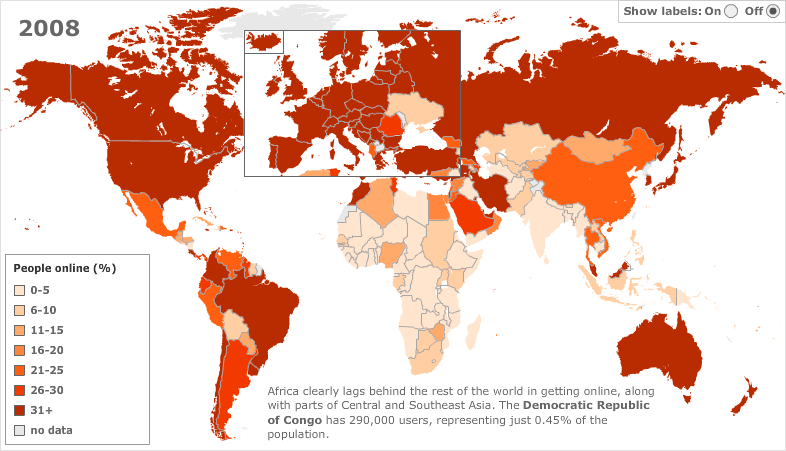 Show labels: On Off
2008
People online (%)
0-5
6-10
11-15
16-20
21-25
26-30
31+
no data
Africa clearly lags behind the rest of the world in getting online, along
with parts of Central and Southeast Asia. The Democratic Republic
of Congo has 290,000 users, representing just 0.45% of the
population.